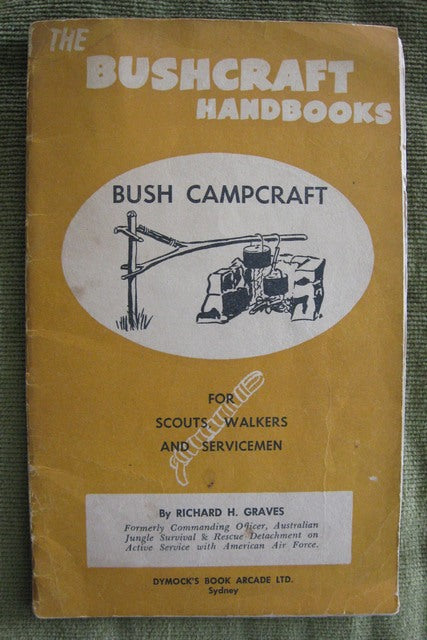 THE
BUSHCRAFT
HANDBOOKS
BUSH CAMPCRAFT
FOR
SCOUTS, WALKERS
AND SERVICEMEN
By RICHARD H. GRAVES
Formerly Commanding Officer, Australian
Jungle Survival & Rescue Detachment on
Active Service with American Air Force.
DYMOCK'S BOOK ARCADE LTD.
Sydney